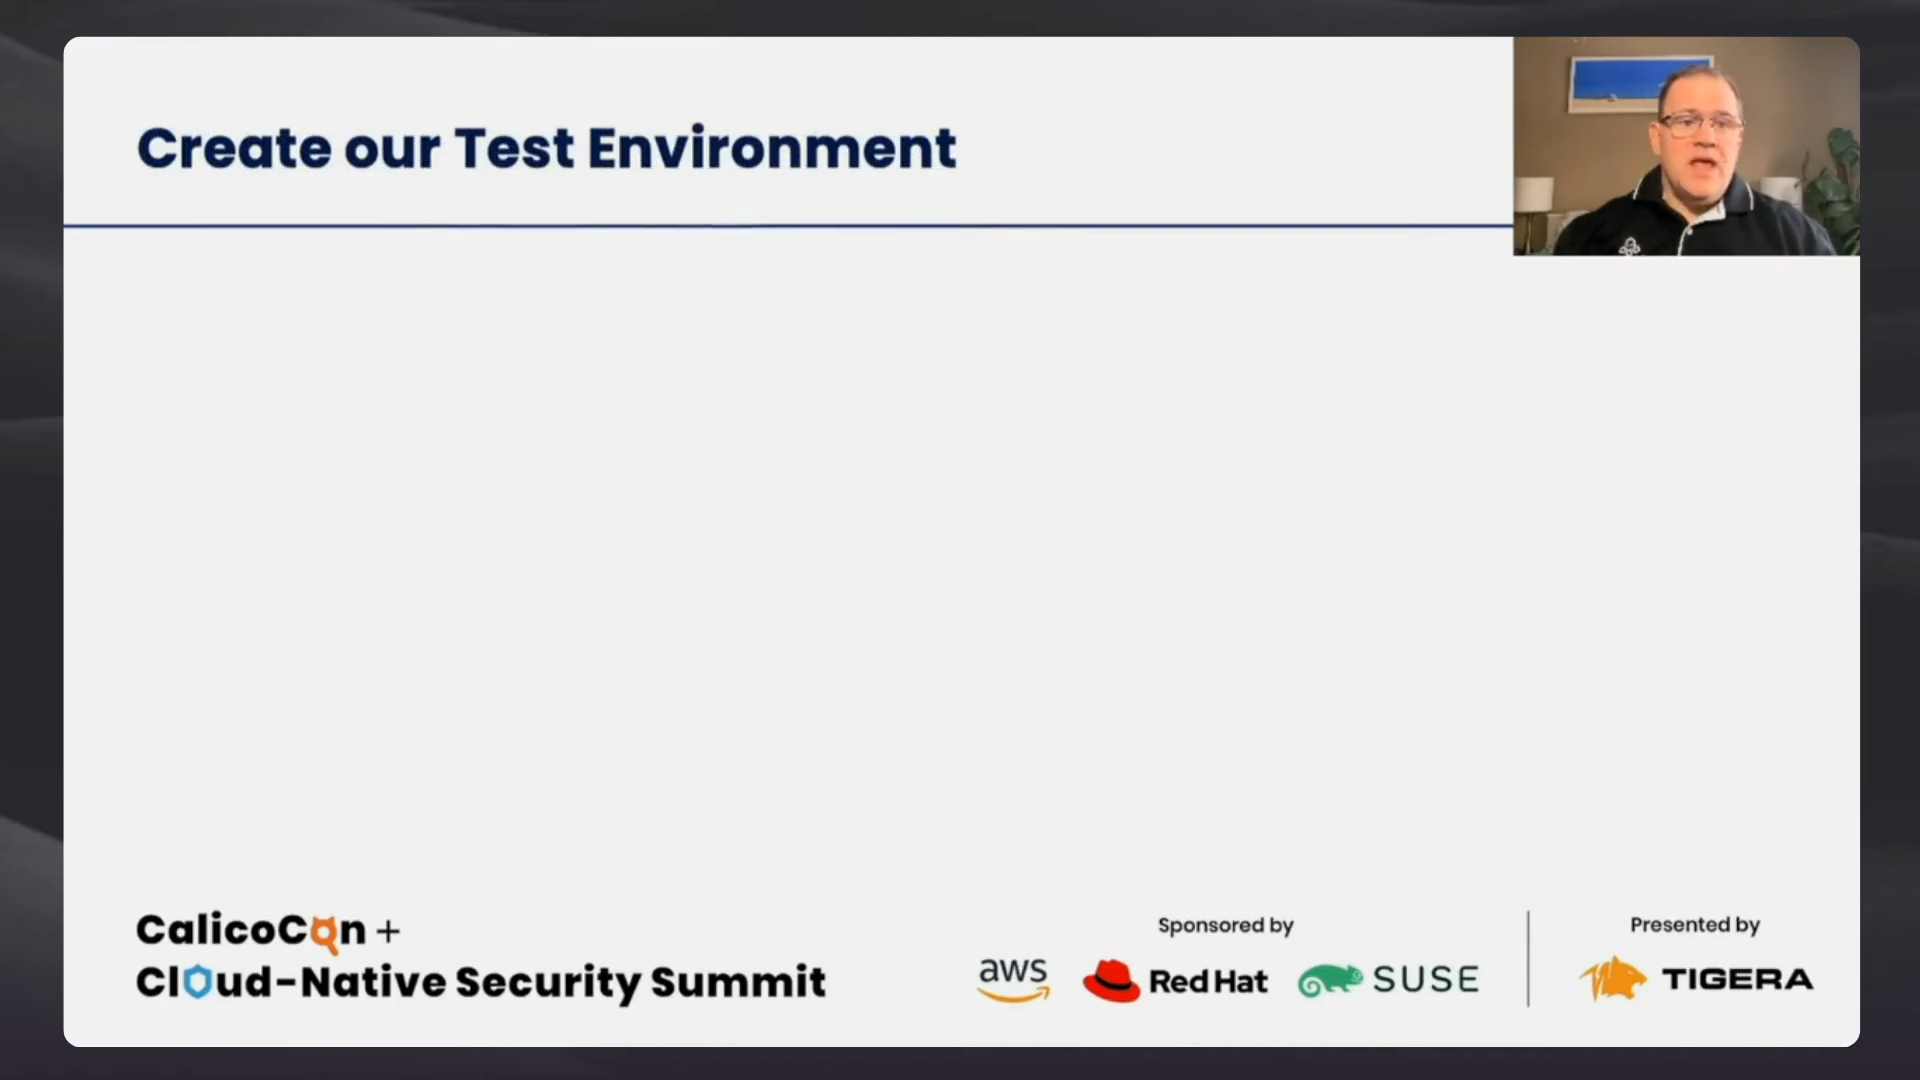 Create our Test Environment
CalicoCon +
Cloud-Native Security Summit
Sponsored by
aws
Red Hat
SUSE
Presented by
TIGERA